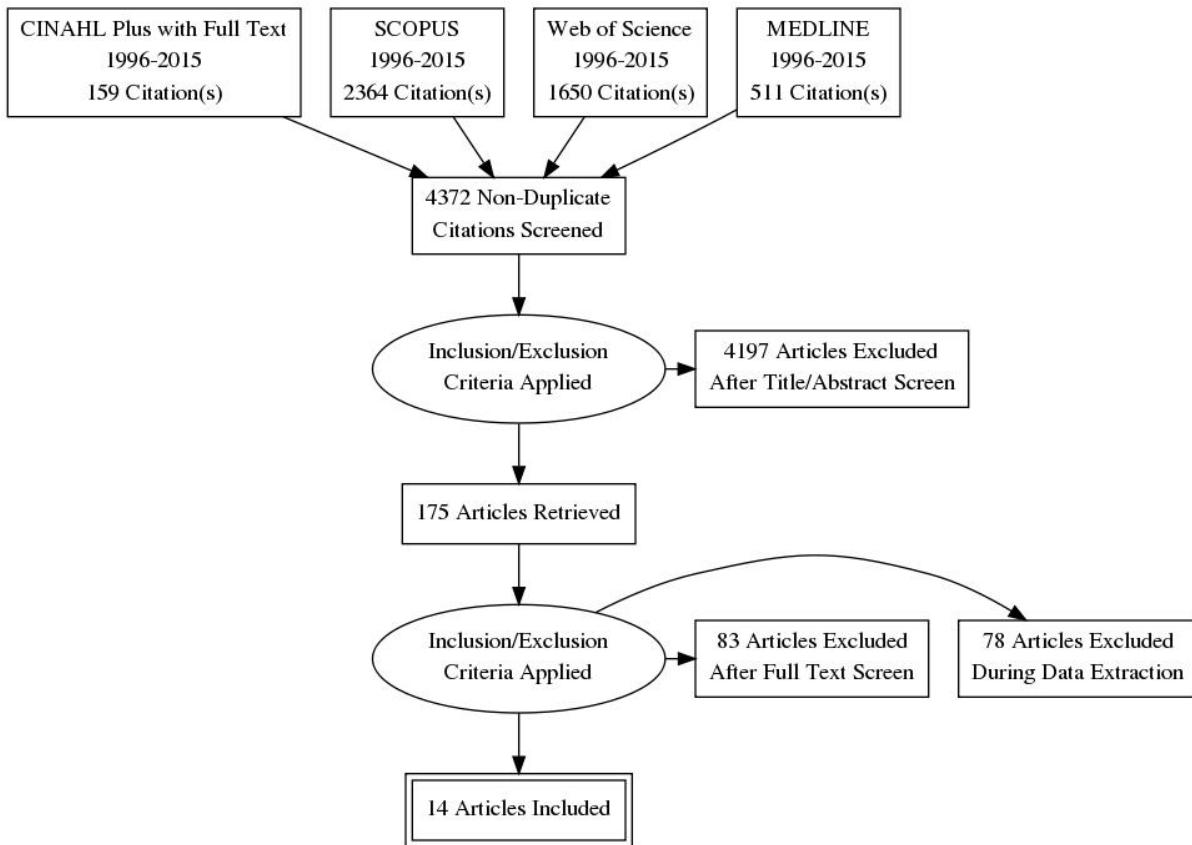 CINAHL Plus with Full Text
1996-2015
159 Citation(s)
SCOPUS
1996-2015
2364 Citation(s)
Web of Science
1996-2015
1650 Citation(s)
MEDLINE
1996-2015
511 Citation(s)
4372 Non-Duplicate
Citations Screened
Inclusion/Exclusion
Criteria Applied
4197 Articles Excluded
After Title/Abstract Screen
175 Articles Retrieved
Inclusion/Exclusion
Criteria Applied
83 Articles Excluded
After Full Text Screen
78 Articles Excluded
During Data Extraction
14 Articles Included